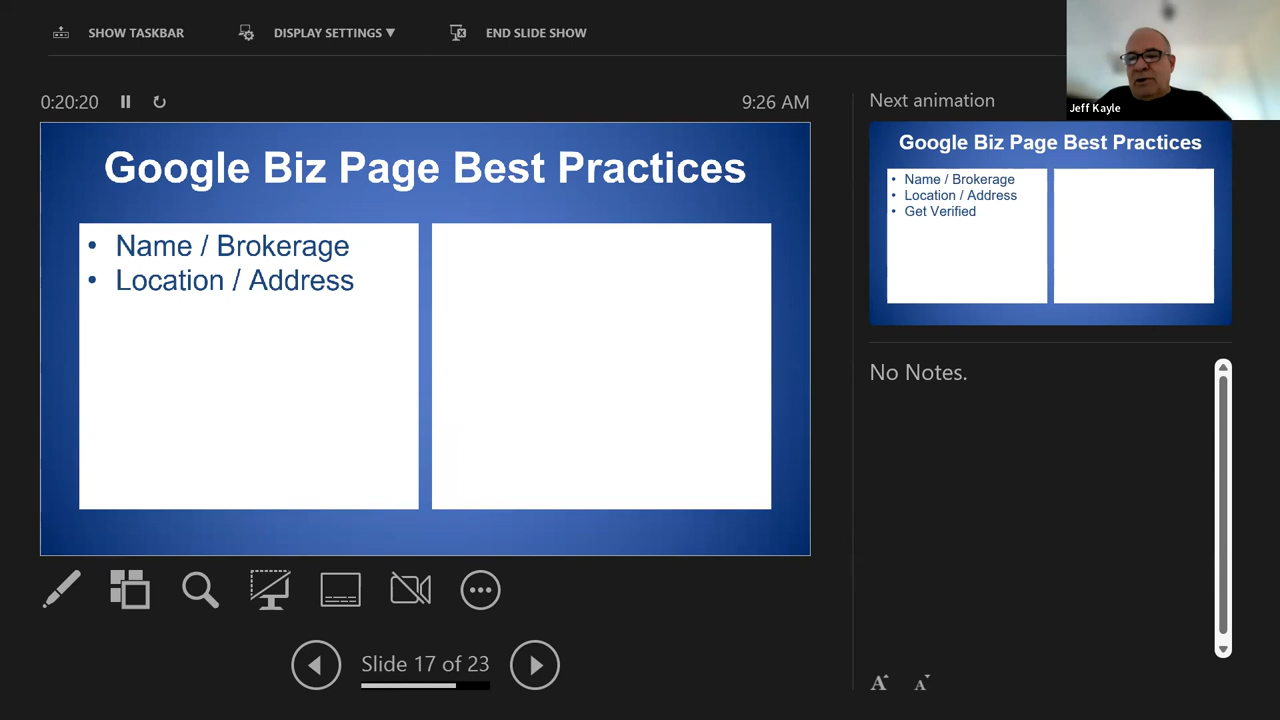 SHOW TASKBAR
DISPLAY SETTINGS ▼
END SLIDE SHOW
Jeff Kayle
0:20:20
9:26 AM
Google Biz Page Best Practices
• Name / Brokerage
• Location / Address
Next animation
Google Biz Page Best Practices
• Name / Brokerage
• Location / Address
• Get Verified
No Notes.
Slide 17 of 23
A A